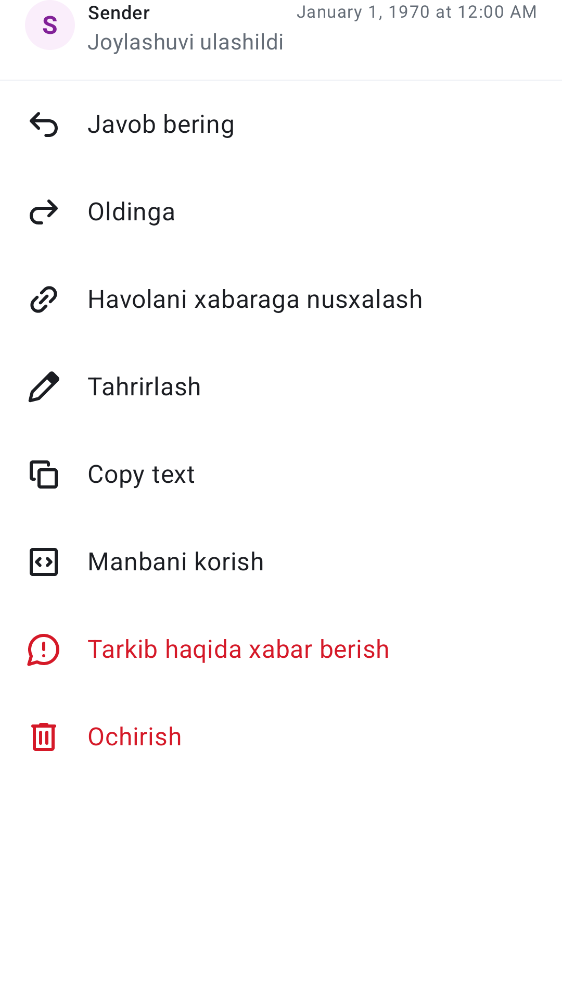 S
Sender
January 1, 1970 at 12:00 AM
Joylashuvi ulashildi
Javob bering
Oldinga
Havolani xabaraga nusxalash
Tahrirlash
Copy text
Manbani korish
Tarkib haqida xabar berish
Ochirish